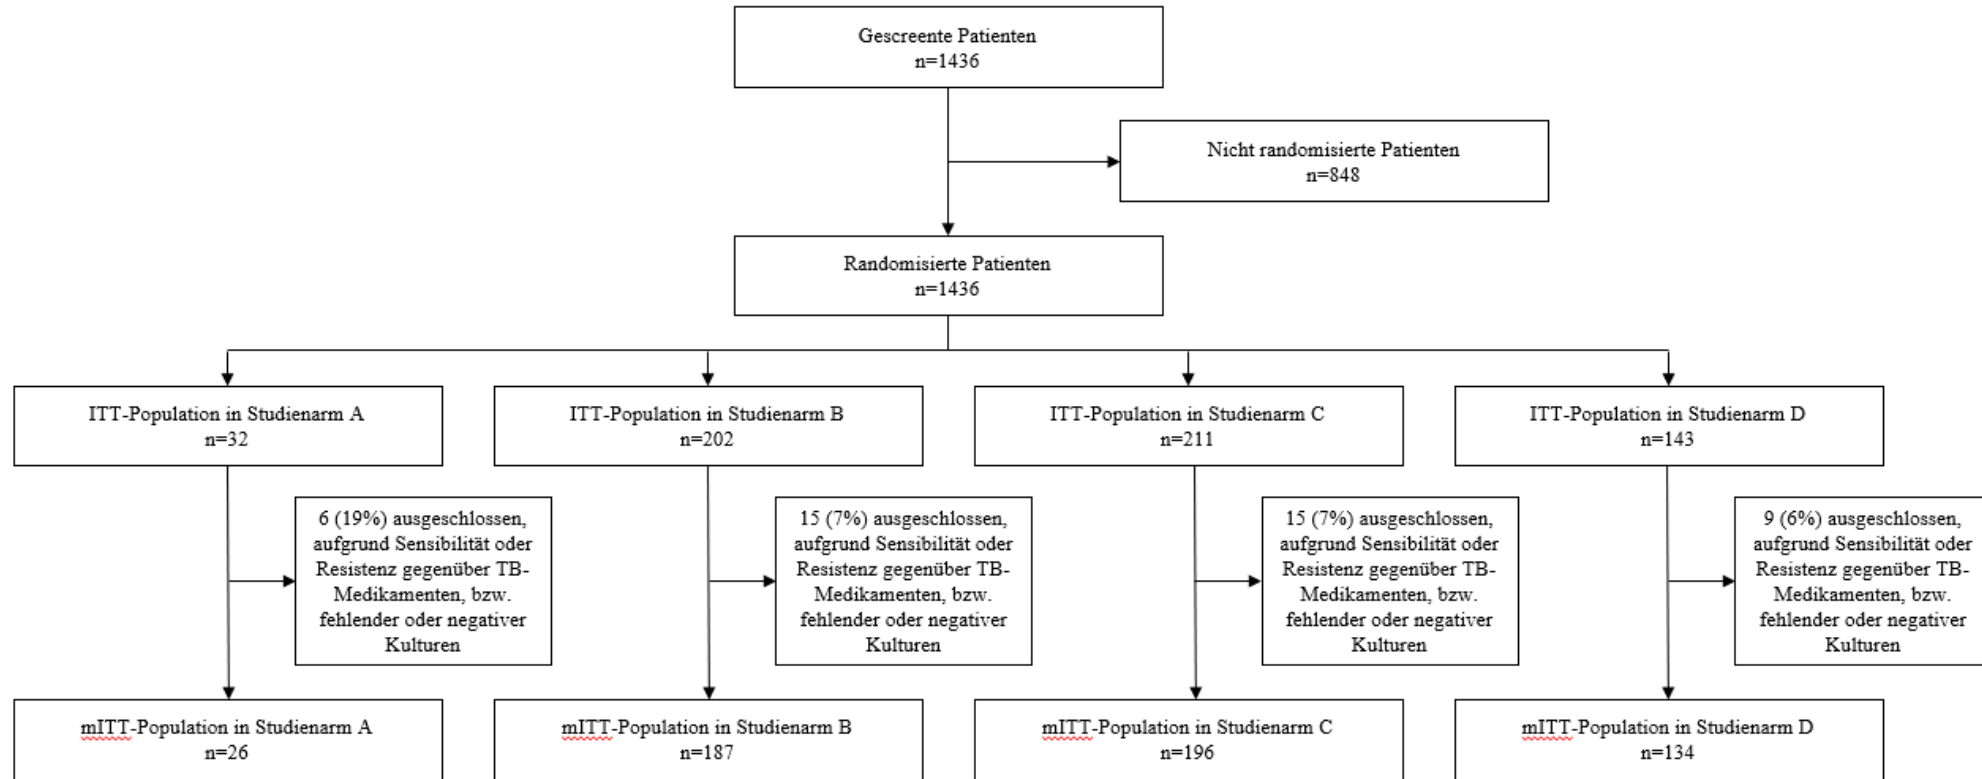 Gescreente Patienten
n=1436
Nicht randomisierte Patienten
n=848
Randomisierte Patienten
n=1436
ITT-Population in Studienarm A
n=32
ITT-Population in Studienarm B
n=202
ITT-Population in Studienarm C
n=211
ITT-Population in Studienarm D
n=143
6 (19%) ausgeschlossen,
aufgrund Sensibilität oder
Resistenz gegenüber TB-
Medikamenten, bzw.
fehlender oder negativer
Kulturen
15 (7%) ausgeschlossen,
aufgrund Sensibilität oder
Resistenz gegenüber TB-
Medikamenten, bzw.
fehlender oder negativer
Kulturen
15 (7%) ausgeschlossen,
aufgrund Sensibilität oder
Resistenz gegenüber TB-
Medikamenten, bzw.
fehlender oder negativer
Kulturen
9 (6%) ausgeschlossen,
aufgrund Sensibilität oder
Resistenz gegenüber TB-
Medikamenten, bzw.
fehlender oder negativer
Kulturen
mITT-Population in Studienarm A
n=26
mITT-Population in Studienarm B
n=187
mITT-Population in Studienarm C
n=196
mITT-Population in Studienarm D
n=134